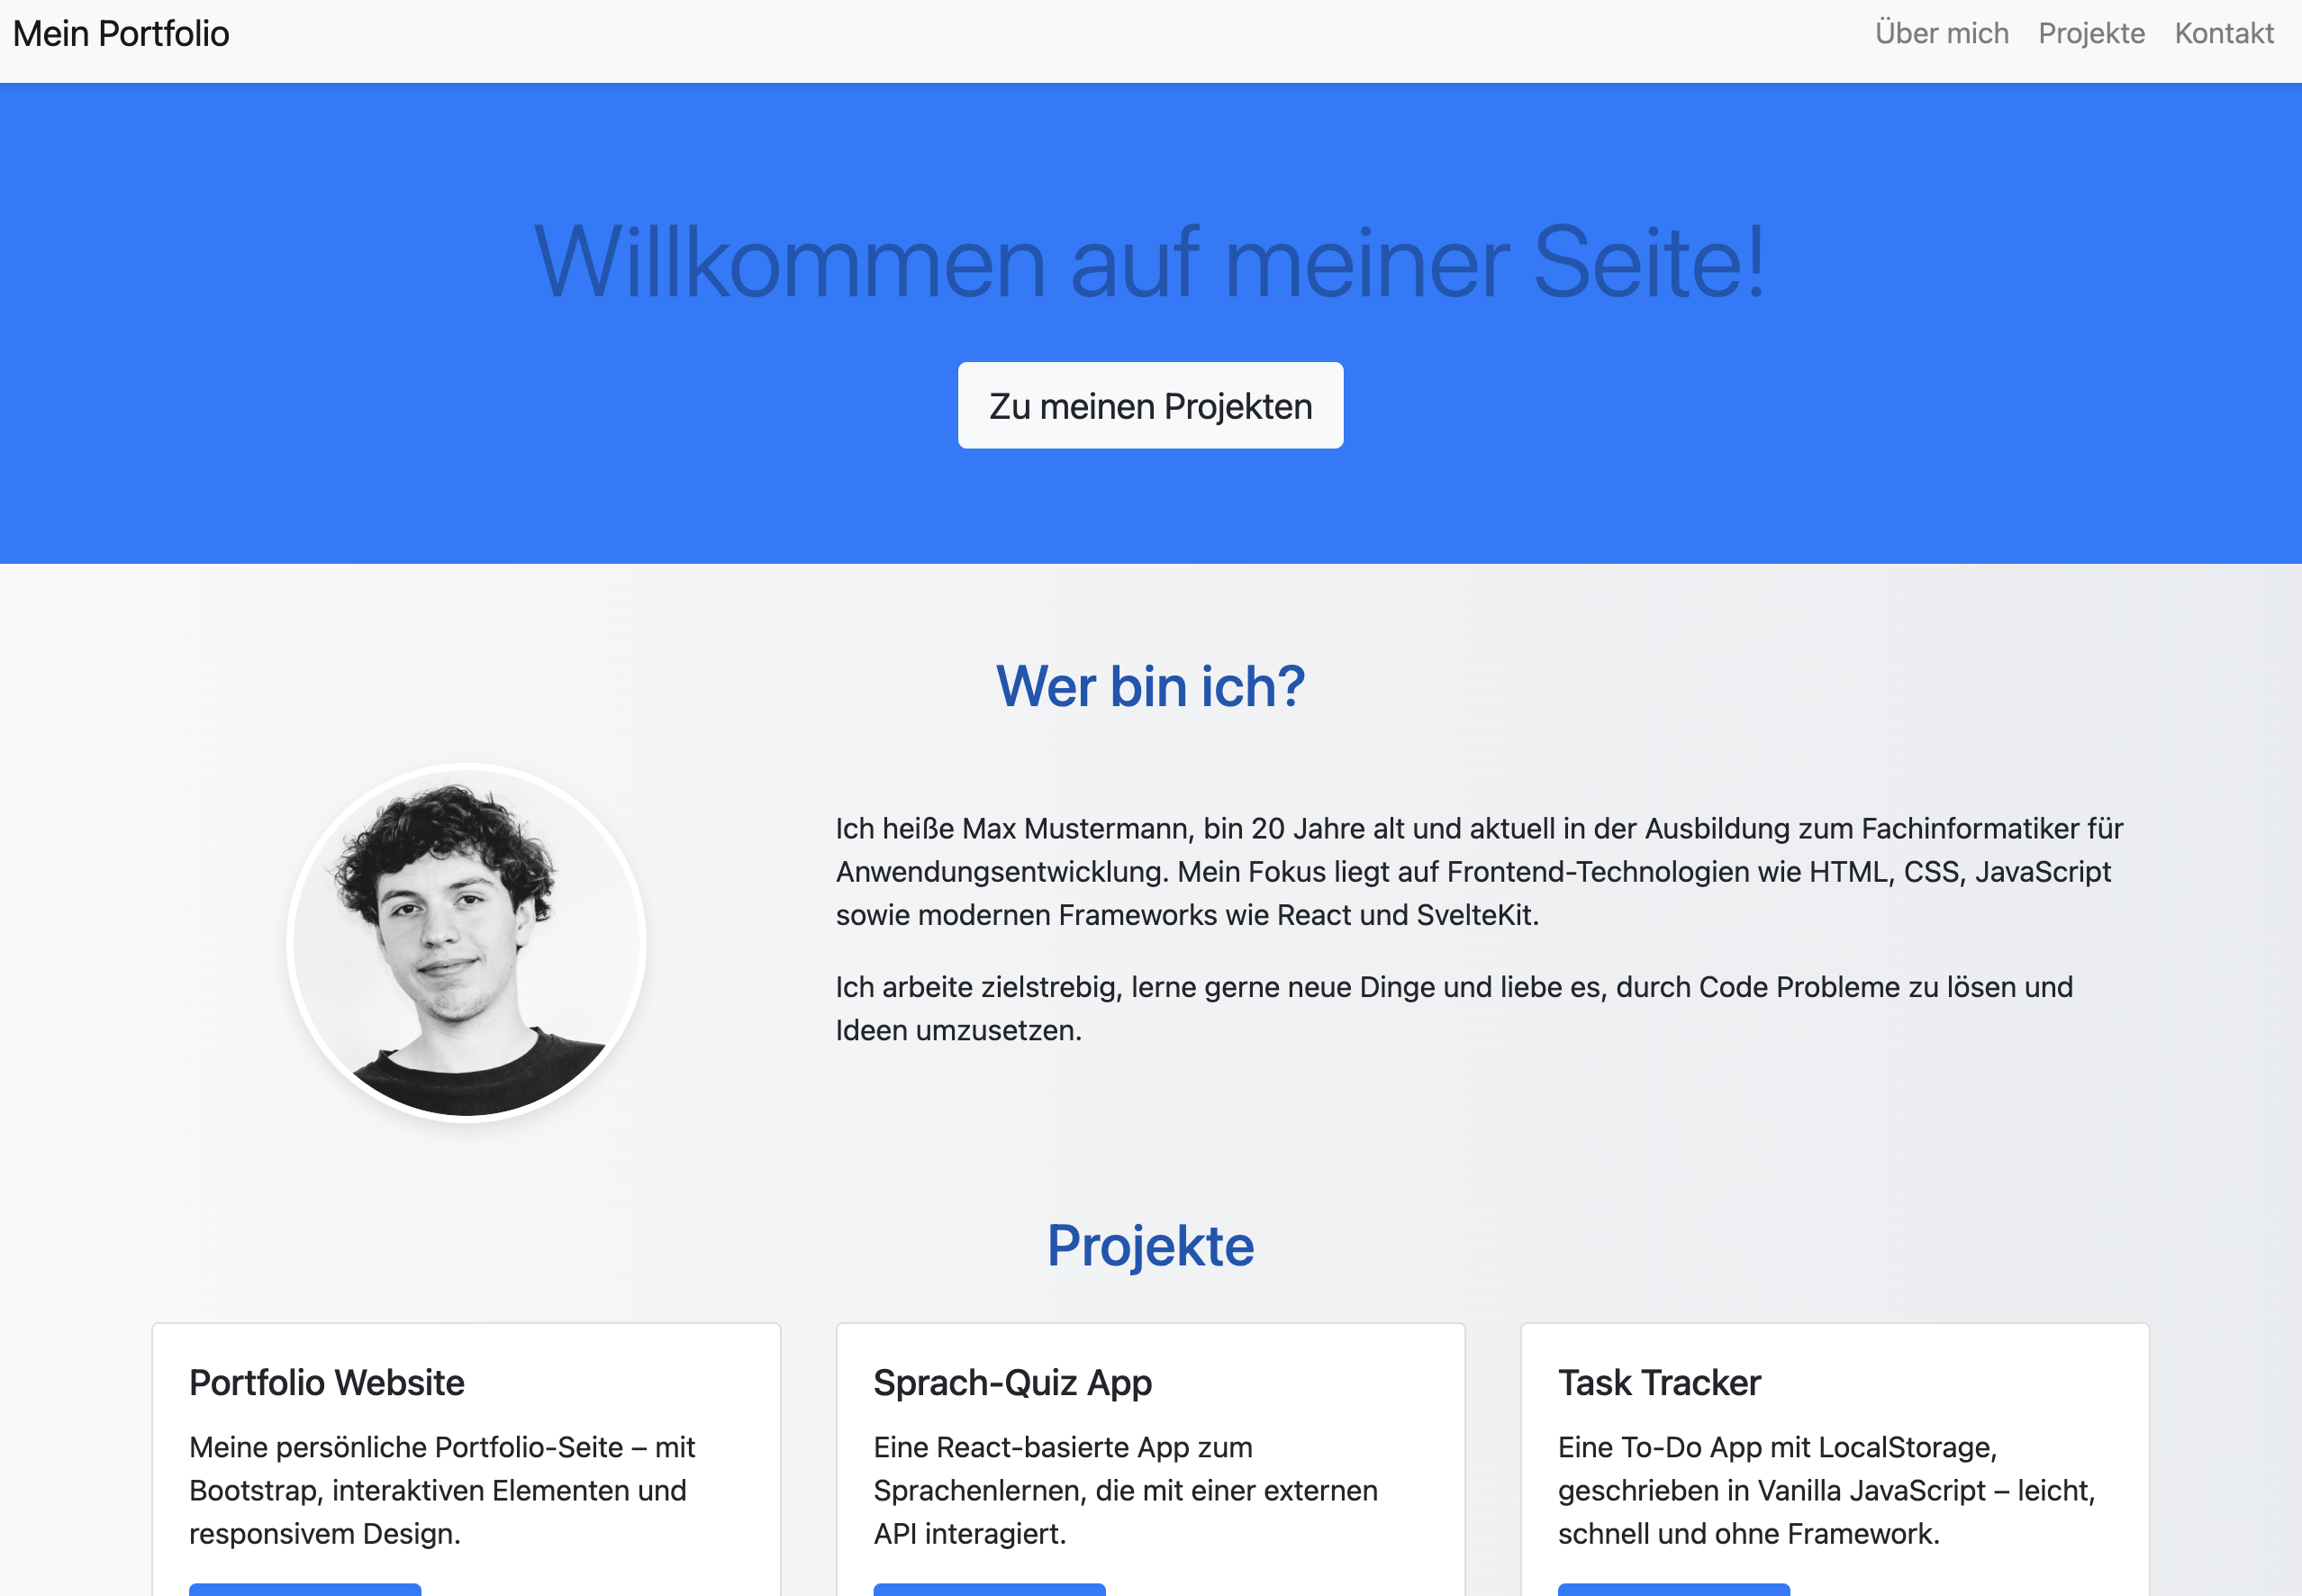 Mein Portfolio
Über mich Projekte Kontakt
Willkommen auf meiner Seite!
Zu meinen Projekten
Wer bin ich?
Ich heiße Max Mustermann, bin 20 Jahre alt und aktuell in der Ausbildung zum Fachinformatiker für
Anwendungsentwicklung. Mein Fokus liegt auf Frontend-Technologien wie HTML, CSS, JavaScript
sowie modernen Frameworks wie React und SvelteKit.
Ich arbeite zielstrebig, lerne gerne neue Dinge und liebe es, durch Code Probleme zu lösen und
Ideen umzusetzen.
Projekte
Portfolio Website
Meine persönliche Portfolio-Seite – mit
Bootstrap, interaktiven Elementen und
responsivem Design.
Sprach-Quiz App
Eine React-basierte App zum
Sprachenlernen, die mit einer externen
API interagiert.
Task Tracker
Eine To-Do App mit LocalStorage,
geschrieben in Vanilla JavaScript – leicht,
schnell und ohne Framework.